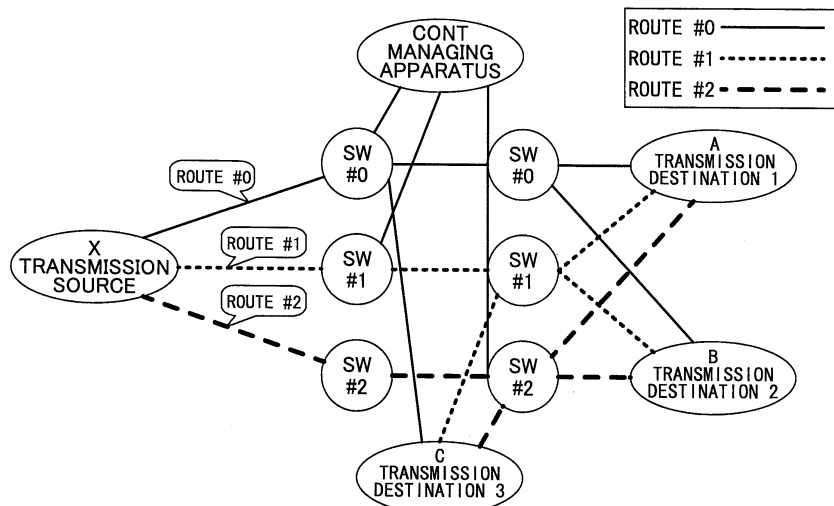 CONT
MANAGING
APPARATUS
ROUTE #0
ROUTE #1
ROUTE #2
SW
#0
SW
#0
A
TRANSMISSION
DESTINATION 1
ROUTE #0
X
TRANSMISSION
SOURCE
ROUTE #1
SW
#1
SW
#1
ROUTE #2
SW
#2
SW
#2
B
TRANSMISSION
DESTINATION 2
C
TRANSMISSION
DESTINATION 3